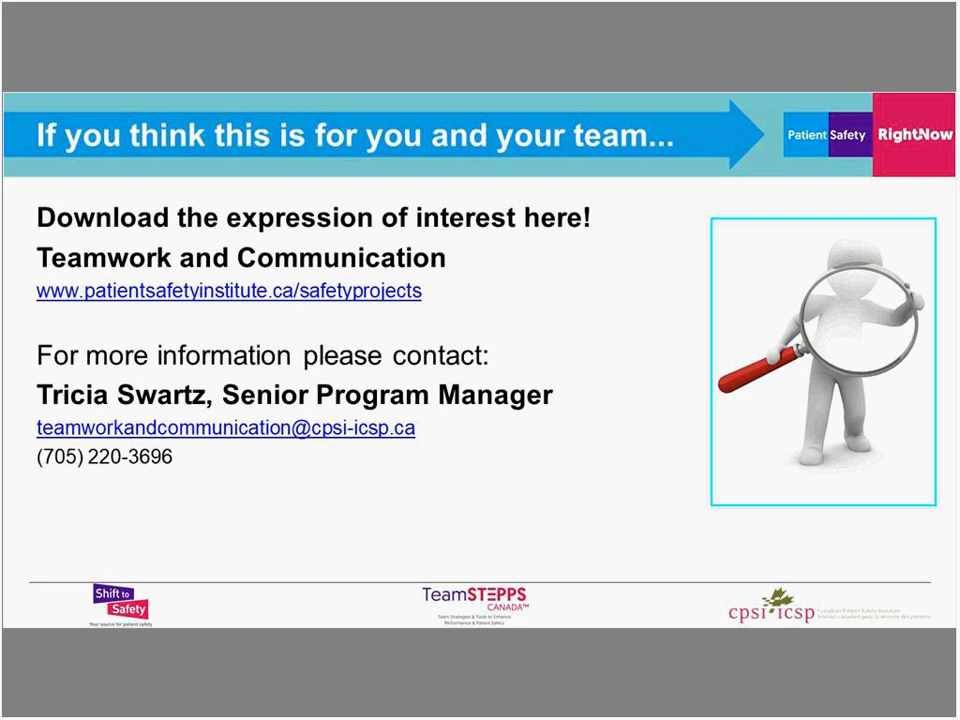 If you think this is for you and your team...
Patient Safety RightNow
Download the expression of interest here!
Teamwork and Communication
www.patientsafetyinstitute.ca/safetyprojects
For more information please contact:
Tricia Swartz, Senior Program Manager
teamworkandcommunication@cpsi-icsp.ca
(705) 220-3696
Shift to
Safety
Your source for patient safety
TeamSTEPPS
CANADA™
Team Strategies & Tools to Enhance
Performance & Patient Safety
cpsi icsp
Canadian Patient Safety Institute
Institut canadien pour la sécurité des patients